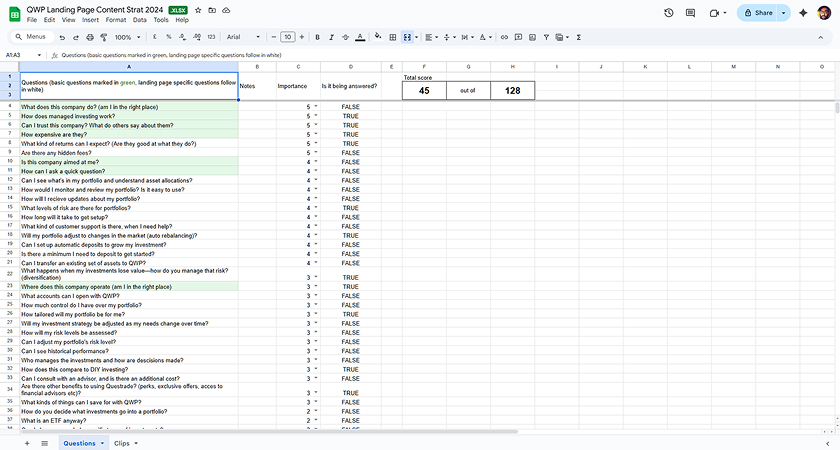 QWP Landing Page Content Strat 2024 .XLSX
File Edit View Insert Format Data Tools Help
Share
Menus 100% £ % .0 .00 123 Arial 10 B I A
A1:A3 fx Questions (basic questions marked in green, landing page specific questions follow in white)
A B C D E F G H I J K L M N O
1 Total score
2 Questions (basic questions marked in green, landing page specific questions follow in white) Notes Importance Is it being answered? 45 out of 128
3
4 What does this company do? (am I in the right place) 5 FALSE
5 How does managed investing work? 5 TRUE
6 Can I trust this company? What do others say about them? 5 TRUE
7 How expensive are they? 5 TRUE
8 What kind of returns can I expect? (Are they good at what they do?) 5 TRUE
9 Are there any hidden fees? 5 FALSE
10 Is this company aimed at me? 4 FALSE
11 How can I ask a quick question? 4 FALSE
12 Can I see what's in my portfolio and understand asset allocations? 4 FALSE
13 How would I monitor and review my portfolio? Is it easy to use? 4 FALSE
14 How will I recieve updates about my portfolio? 4 FALSE
15 What levels of risk are there for portfolios? 4 TRUE
16 How long will it take to get setup? 4 FALSE
17 What kind of customer support is there, when I need help? 4 FALSE
18 Will my portfolio adjust to changes in the market (auto rebalancing)? 4 TRUE
19 Can I set up automatic deposits to grow my investment? 4 FALSE
20 Is there a minimum I need to deposit to get started? 4 FALSE
21 Can I transfer an existing set of assets to QWP? 4 FALSE
22 What happens when my investments lose value—how do you manage that risk? (diversification) 3 TRUE
23 Where does this company operate (am I in the right place) 3 TRUE
24 What accounts can I open with QWP? 3 FALSE
25 How much control do I have over my portfolio? 3 FALSE
26 How tailored will my portfolio be for me? 3 TRUE
27 Will my investment strategy be adjusted as my needs change over time? 3 FALSE
28 How will my risk levels be assessed? 3 FALSE
29 Can I adjust my portfolio's risk level? 3 FALSE
30 Can I see historical performance? 3 FALSE
31 Who manages the investments and how are descisions made? 3 FALSE
32 How does this compare to DIY investing? 3 TRUE
33 Can I consult with an advisor, and is there an additional cost? 3 FALSE
34 Are there other benefits to using Questrade? (perks, exclusive offers, acces to financial advisors etc)? 3 TRUE
35 What kinds of things can I save for with QWP? 3 FALSE
36 How do you decide what investments go into a portfolio? 2 FALSE
37 What is an ETF anyway? 2 FALSE
Questions Clips